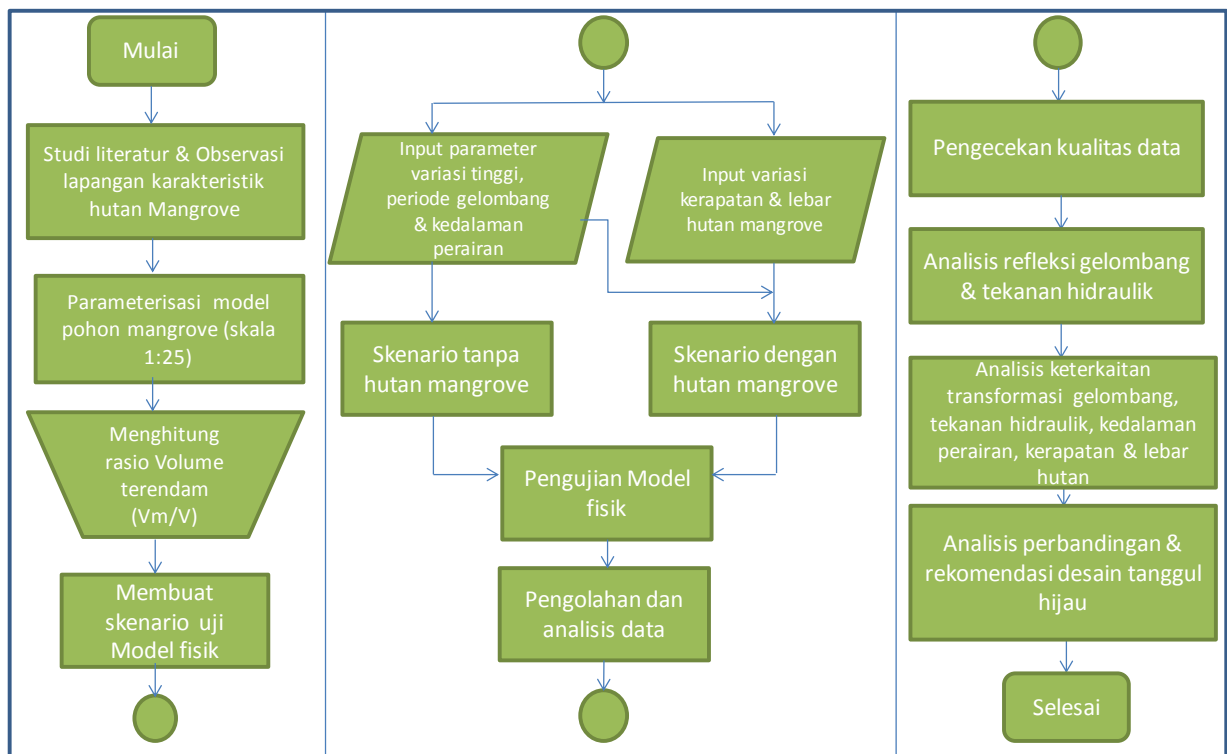 Mulai
Studi literatur & Observasi
lapangan karakteristik
hutan Mangrove
Parameterisasi model
pohon mangrove (skala
1:25)
Menghitung
rasio Volume
terendam
(Vm/V)
Membuat
skenario uji
Model fisik
Input parameter
variasi tinggi,
periode gelombang
& kedalaman
perairan
Input variasi
kerapatan & lebar
hutan mangrove
Skenario tanpa
hutan mangrove
Skenario dengan
hutan mangrove
Pengujian Model
fisik
Pengolahan dan
analisis data
Pengecekan kualitas data
Analisis refleksi gelombang
& tekanan hidraulik
Analisis keterkaitan
transformasi gelombang,
tekanan hidraulik, kedalaman
perairan, kerapatan & lebar
hutan
Analisis perbandingan &
rekomendasi desain tanggul
hijau
Selesai